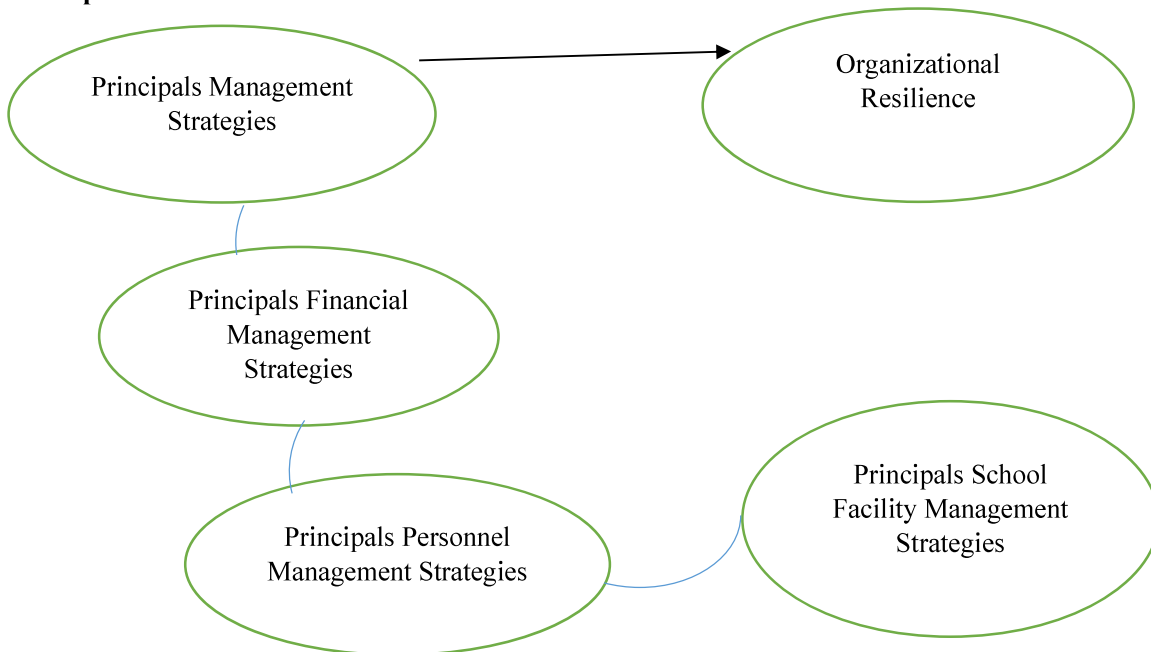 Principals Management
Strategies
Organizational
Resilience
Principals Financial
Management
Strategies
Principals Personnel
Management Strategies
Principals School
Facility Management
Strategies